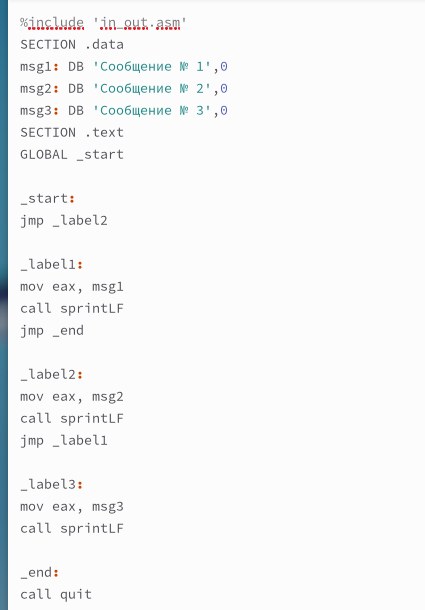 %include 'in_out.asm'
SECTION .data
msg1: DB 'Сообщение № 1',0
msg2: DB 'Сообщение № 2',0
msg3: DB 'Сообщение № 3',0
SECTION .text
GLOBAL _start
_start:
jmp _label2
_label1:
mov eax, msg1
call sprintLF
jmp _end
_label2:
mov eax, msg2
call sprintLF
jmp _label1
_label3:
mov eax, msg3
call sprintLF
_end:
call quit